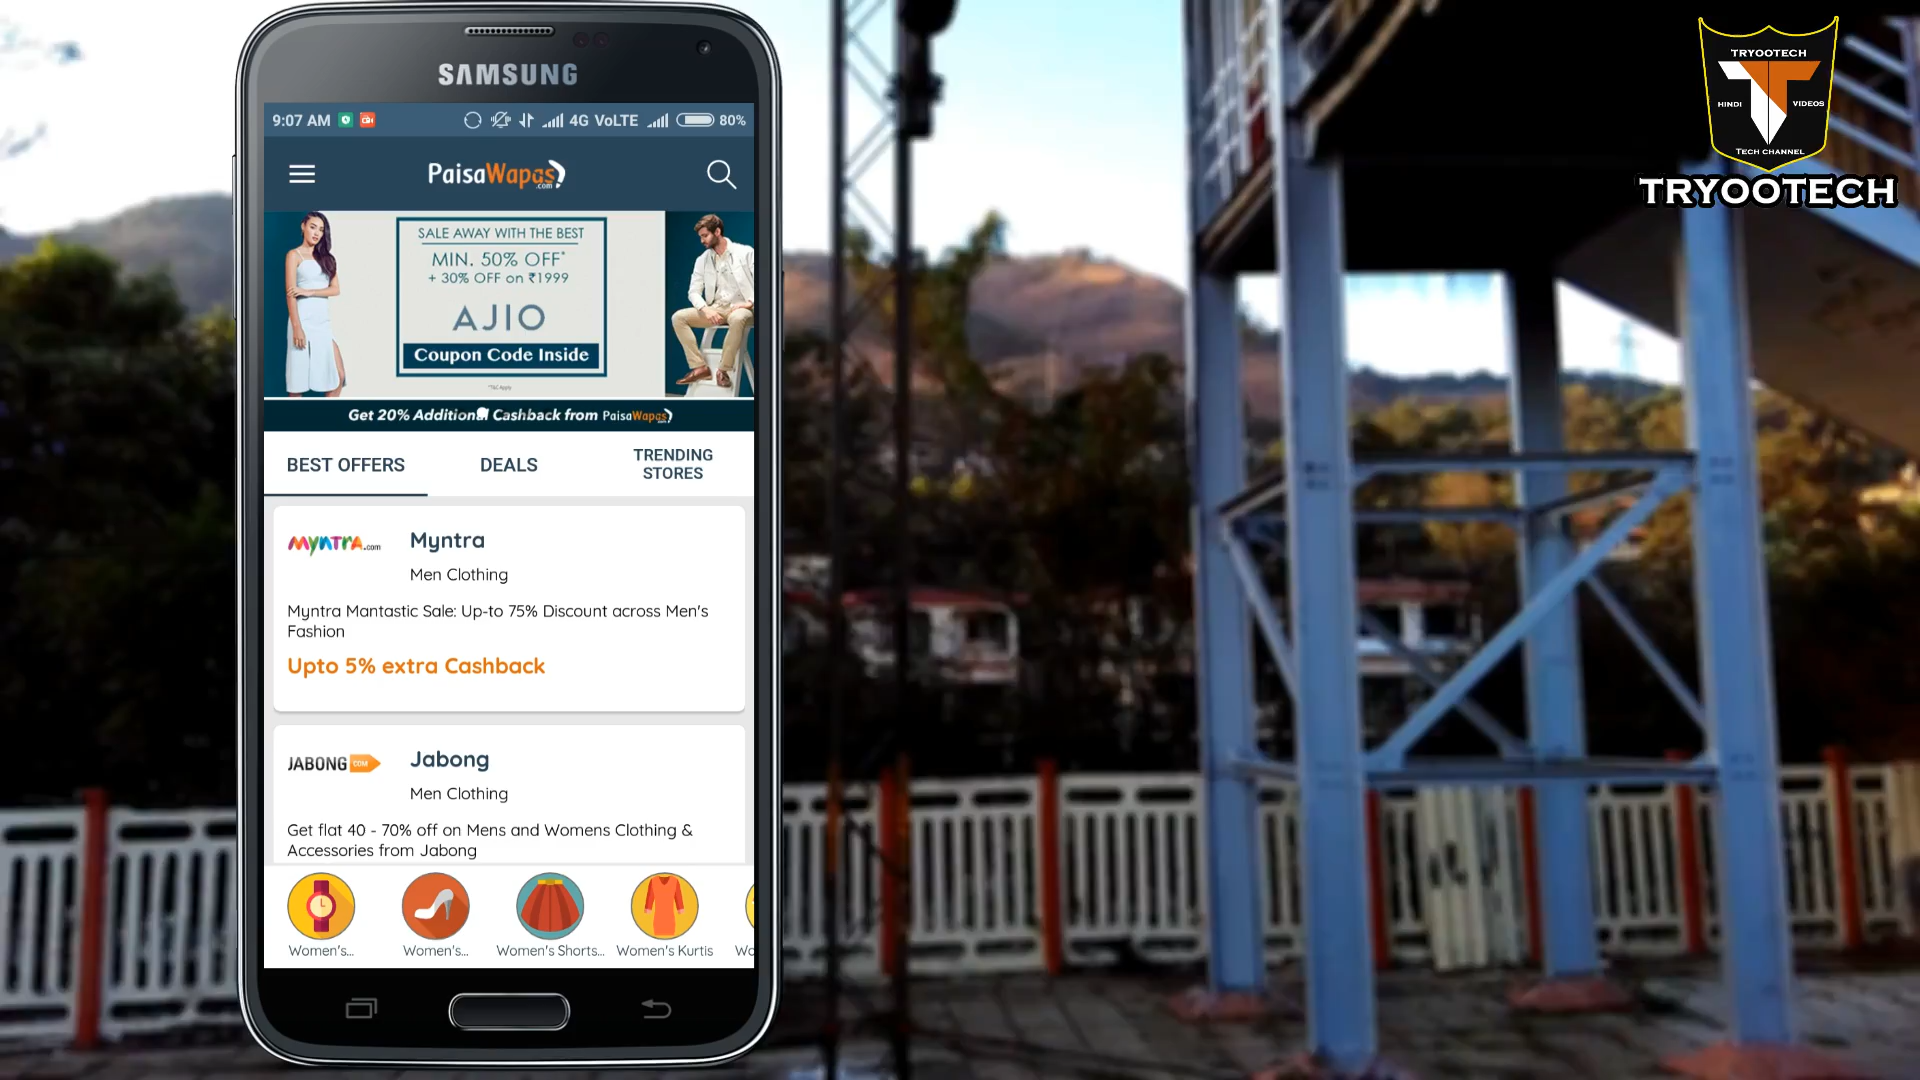 SAMSUNG
9:07 AM
4G VoLTE
80%
PaisaWapas
.com
SALE AWAY WITH THE BEST
MIN. 50% OFF*
+ 30% OFF on ₹1999
AJIO
Coupon Code Inside
*T&C Apply
Get 20% Additional Cashback from PaisaWapas
BEST OFFERS
DEALS
TRENDING
STORES
Myntra.com
Myntra
Men Clothing
Myntra Mantastic Sale: Up-to 75% Discount across Men's
Fashion
Upto 5% extra Cashback
JABONG COM
Jabong
Men Clothing
Get flat 40 - 70% off on Mens and Womens Clothing &
Accessories from Jabong
Women's...
Women's...
Women's Shorts...
Women's Kurtis
Wo
TRYOOTECH
HINDI
VIDEOS
TECH CHANNEL
TRYOOTECH